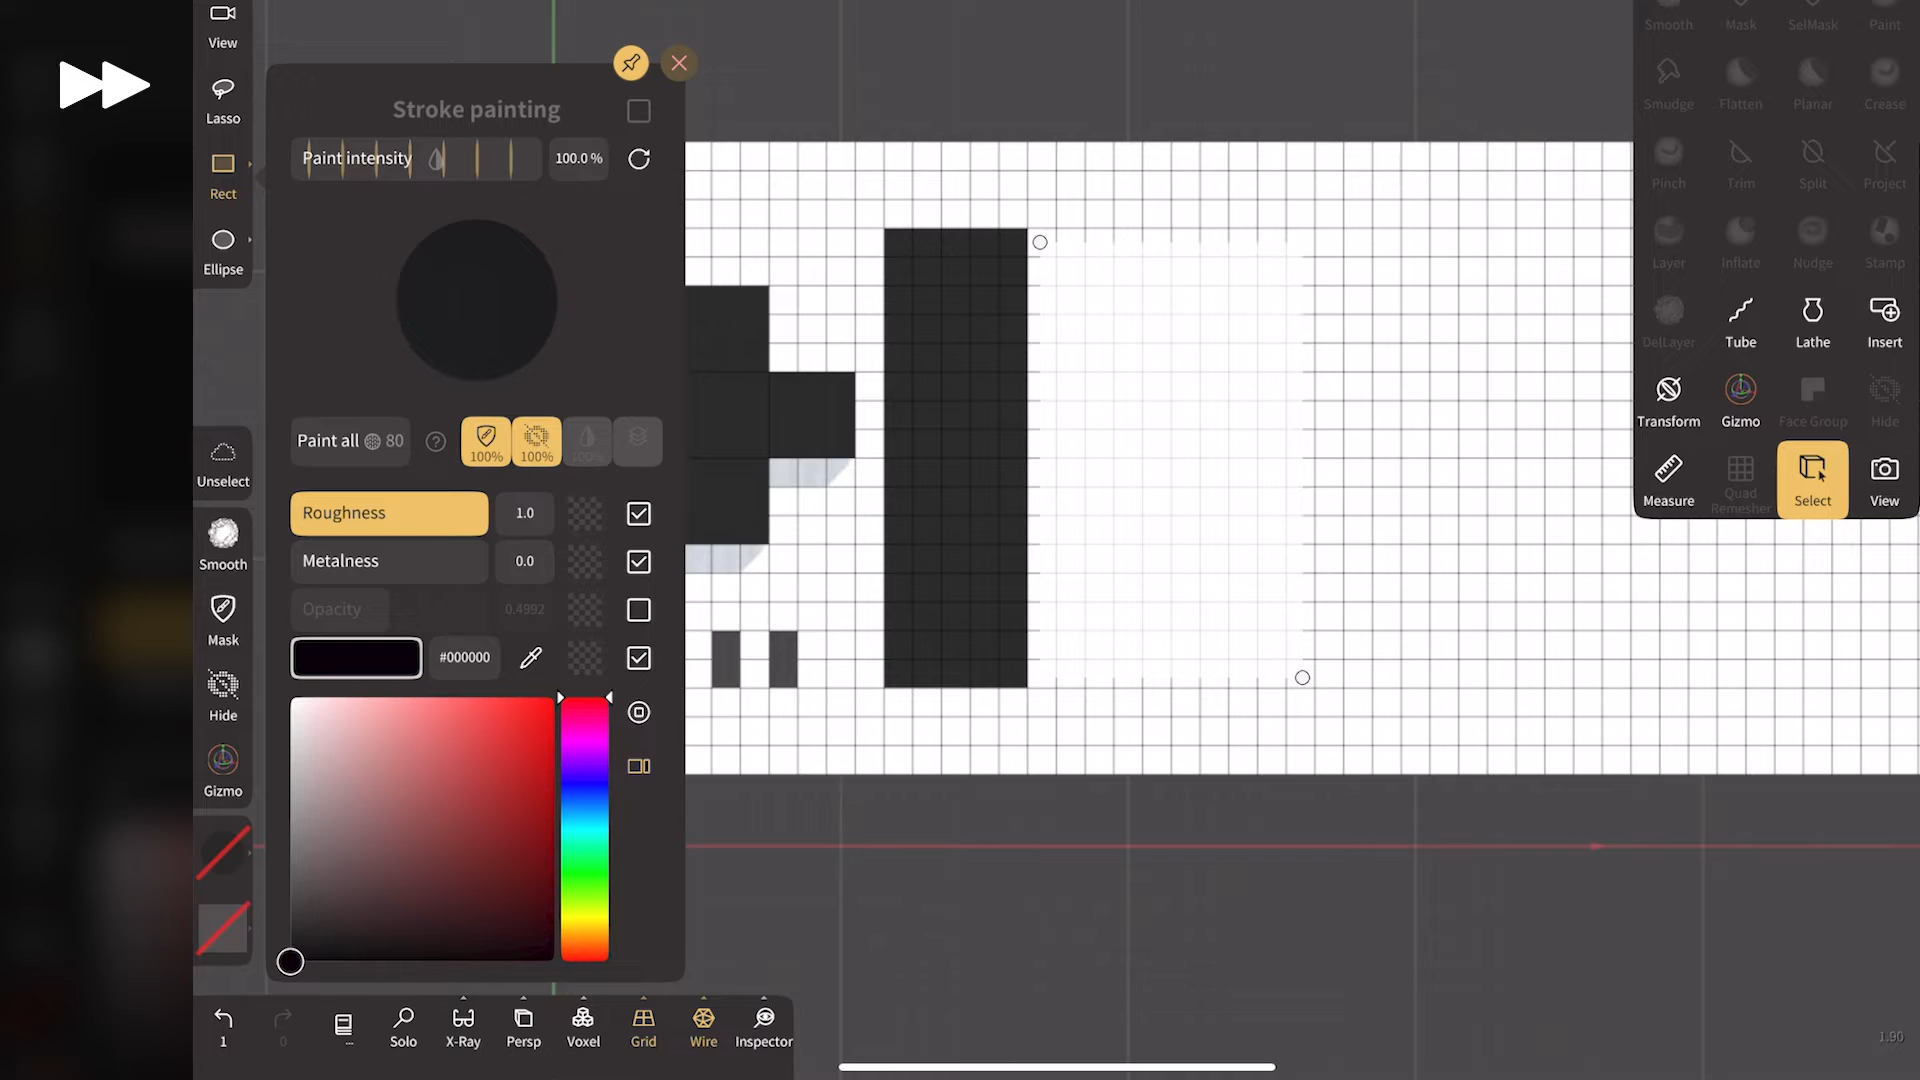 View
Lasso
Rect
Ellipse
Unselect
Smooth
Mask
Hide
Gizmo
Stroke painting
Paint intensity
100.0 %
Paint all 80
?
100%
100%
100%
Roughness
1.0
Metalness
0.0
Opacity
0.4992
#000000
Smooth
Mask
SelMask
Paint
Smudge
Flatten
Planar
Crease
Pinch
Trim
Split
Project
Layer
Inflate
Nudge
Stamp
DelLayer
Tube
Lathe
Insert
Transform
Gizmo
Face Group
Hide
Measure
Quad
Remesher
Select
View
1
0
...
Solo
X-Ray
Persp
Voxel
Grid
Wire
Inspector
1.90